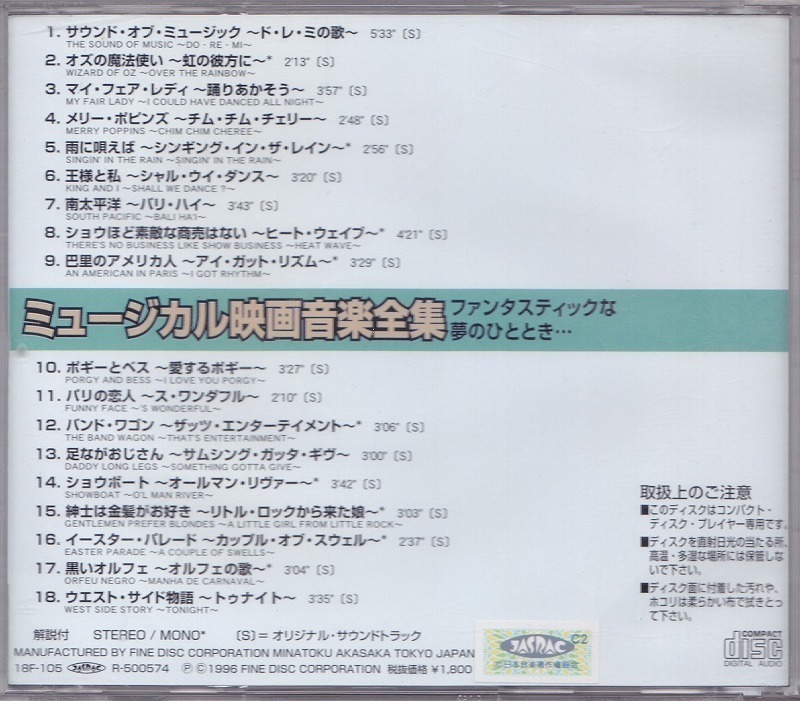 1. サウンド・オブ・ミュージック ～ド・レ・ミの歌～ 5'33" [S]
THE SOUND OF MUSIC ～DO - RE - MI～
2. オズの魔法使い ～虹の彼方に～* 2'13" [S]
WIZARD OF OZ ～OVER THE RAINBOW～
3. マイ・フェア・レディ ～踊りあかそう～ 3'57" [S]
MY FAIR LADY ～I COULD HAVE DANCED ALL NIGHT～
4. メリー・ポピンズ ～チム・チム・チェリー～ 2'48" [S]
MERRY POPPINS ～CHIM CHIM CHEREE～
5. 雨に唄えば ～シンギング・イン・ザ・レイン～* 2'56" [S]
SINGIN' IN THE RAIN ～SINGIN' IN THE RAIN～
6. 王様と私 ～シャル・ウイ・ダンス～ 3'20" [S]
KING AND I ～SHALL WE DANCE ?～
7. 南太平洋 ～バリ・ハイ～ 3'43" [S]
SOUTH PACIFIC ～BALI HA'I～
8. ショウほど素敵な商売はない ～ヒート・ウェイブ～* 4'21" [S]
THERE'S NO BUSINESS LIKE SHOW BUSINESS ～HEAT WAVE～
9. 巴里のアメリカ人 ～アイ・ガット・リズム～* 3'29" [S]
AN AMERICAN IN PARIS ～I GOT RHYTHM～
ミュージカル映画音楽全集 ファンタスティックな
夢のひととき…
10. ポギーとベス ～愛するポギー～ 3'27" [S]
PORGY AND BESS ～I LOVE YOU PORGY～
11. パリの恋人 ～ス・ワンダフル～ 2'10" [S]
FUNNY FACE ～'S WONDERFUL～
12. バンド・ワゴン ～ザッツ・エンターテイメント～* 3'06" [S]
THE BAND WAGON ～THAT'S ENTERTAINMENT～
13. 足ながおじさん ～サムシング・ガッタ・ギヴ～ 3'00" [S]
DADDY LONG LEGS ～SOMETHING GOTTA GIVE～
14. ショウボート ～オールマン・リヴァー～* 3'42" [S]
SHOWBOAT ～O'L MAN RIVER～
15. 紳士は金髪がお好き ～リトル・ロックから来た娘～* 3'03" [S]
GENTLEMEN PREFER BLONDES ～A LITTLE GIRL FROM LITTLE ROCK～
16. イースター・パレード ～カップル・オブ・スウェル～* 2'37" [S]
EASTER PARADE ～A COUPLE OF SWELLS～
17. 黒いオルフェ ～オルフェの歌～* 3'04" [S]
ORFEU NEGRO ～MANHA DE CARNAVAL～
18. ウエスト・サイド物語 ～トゥナイト～ 3'35" [S]
WEST SIDE STORY ～TONIGHT～
取扱上のご注意
■このディスクはコンパクト・
ディスク・プレイヤー専用です。
■ディスクを直射日光の当たる所、
高温・多湿な場所には保管しな
いで下さい。
■ディスク面に付着した汚れや、
ホコリは柔らかい布で拭きとっ
て下さい。
解説付 STEREO / MONO* [S]= オリジナル・サウンドトラック
MANUFACTURED BY FINE DISC CORPORATION MINATOKU AKASAKA TOKYO JAPAN
18F-105 JASRAC R-500574 Ⓟ©1996 FINE DISC CORPORATION 税抜価格 ¥1,800
JASRAC C2
日本音楽著作権協会
COMPACT
disc
DIGITAL AUDIO